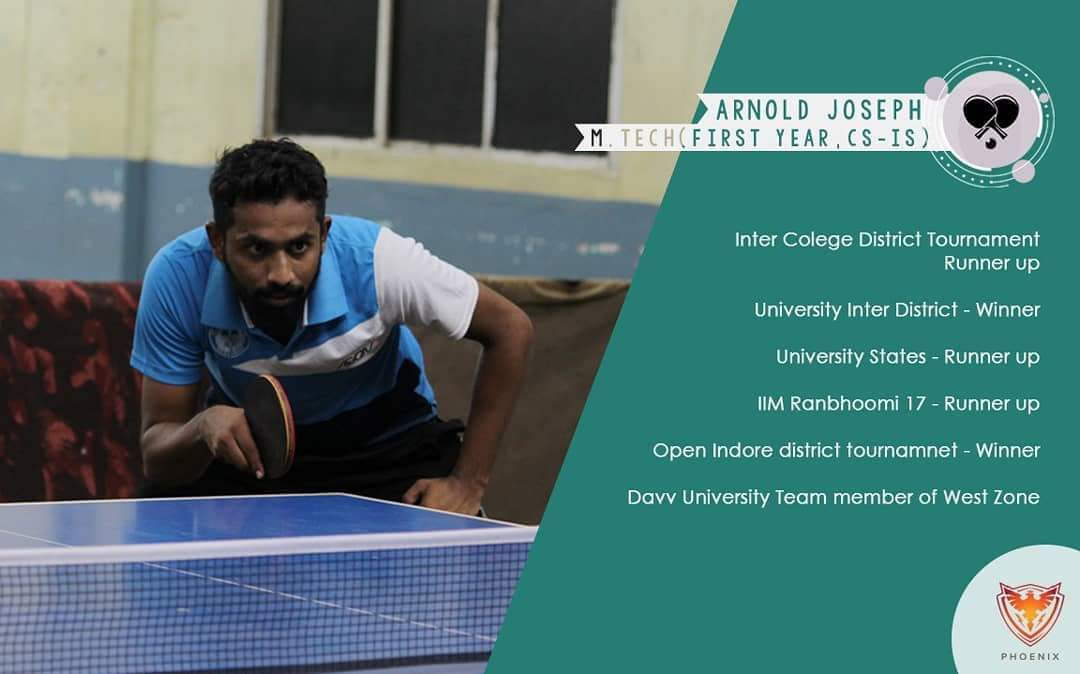 ARNOLD JOSEPH
M.TECH(FIRST YEAR,CS-IS)
Inter Colege District Tournament
Runner up
University Inter District - Winner
University States - Runner up
IIM Ranbhoomi 17 - Runner up
Open Indore district tournamnet - Winner
Davv University Team member of West Zone
PHOENIX